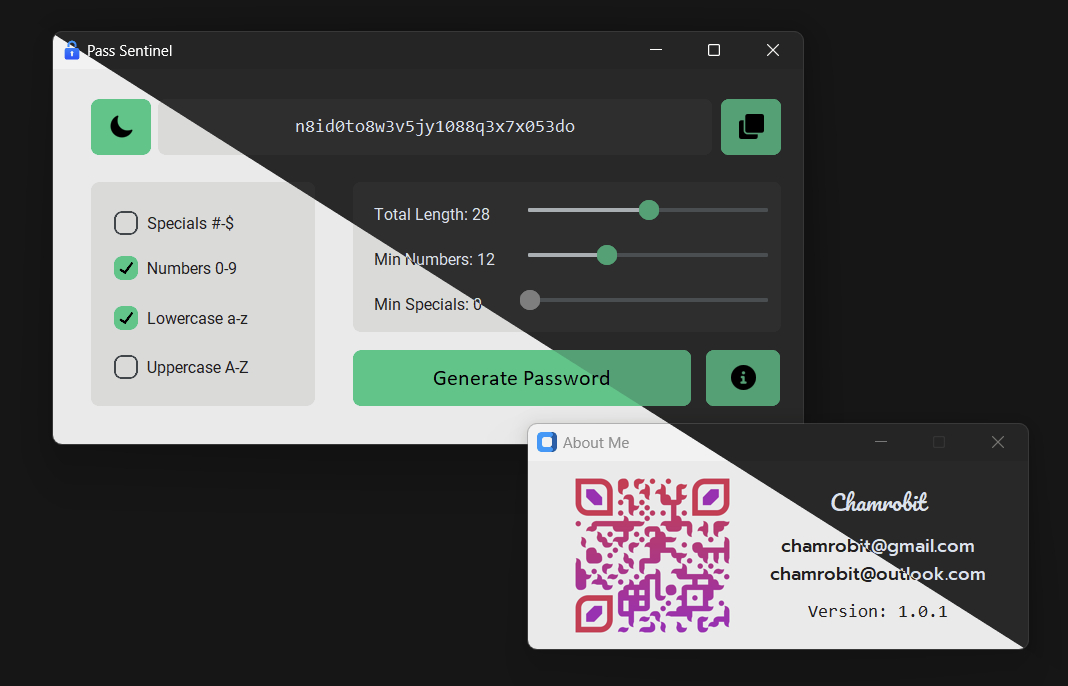 Pass Sentinel
n8id0to8w3v5jy1088q3x7x053do
Specials #-$
Numbers 0-9
Lowercase a-z
Uppercase A-Z
Total Length: 28
Min Numbers: 12
Min Specials: 0
Generate Password
About Me
Chamrobit
chamrobit@gmail.com
chamrobit@outlook.com
Version: 1.0.1